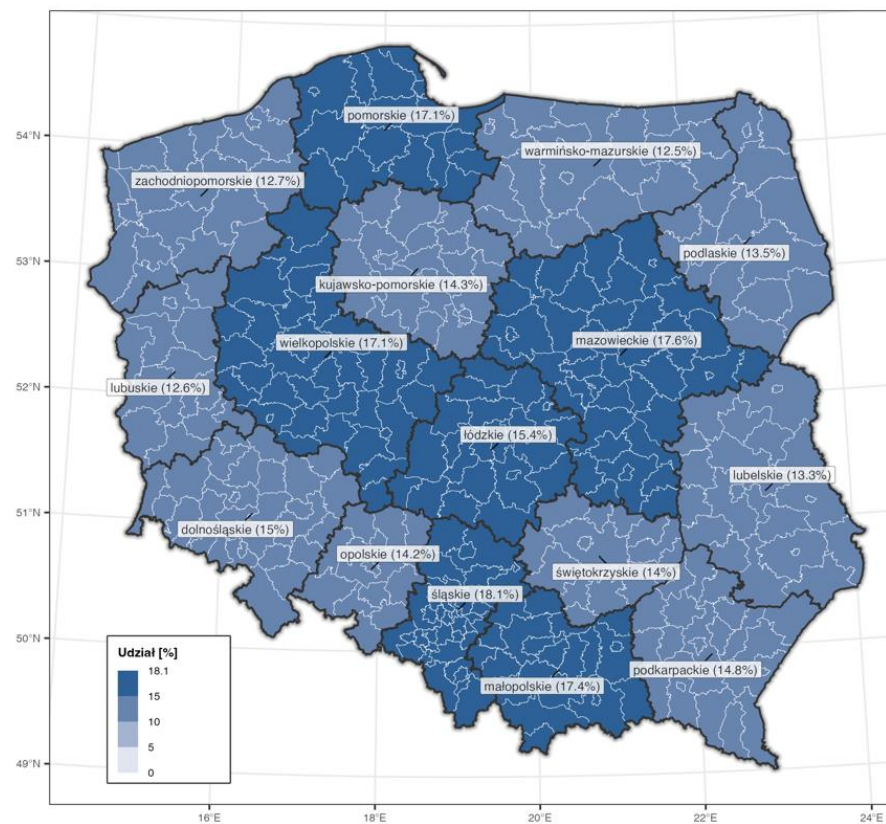 pomorskie (17.1%)
54°N
warmińsko-mazurskie (12.5%)
zachodniopomorskie (12.7%)
podlaskie (13.5%)
53°N
kujawsko-pomorskie (14.3%)
wielkopolskie (17.1%)
mazowieckie (17.6%)
52°N
lubuskie (12.6%)
łódzkie (15.4%)
lubelskie (13.3%)
51°N
dolnośląskie (15%)
opolskie (14.2%)
świętokrzyskie (14%)
śląskie (18.1%)
50°N
podkarpackie (14.8%)
małopolskie (17.4%)
Udział [%]
18.1
15
10
5
0
49°N
16°E
18°E
20°E
22°E
24°E